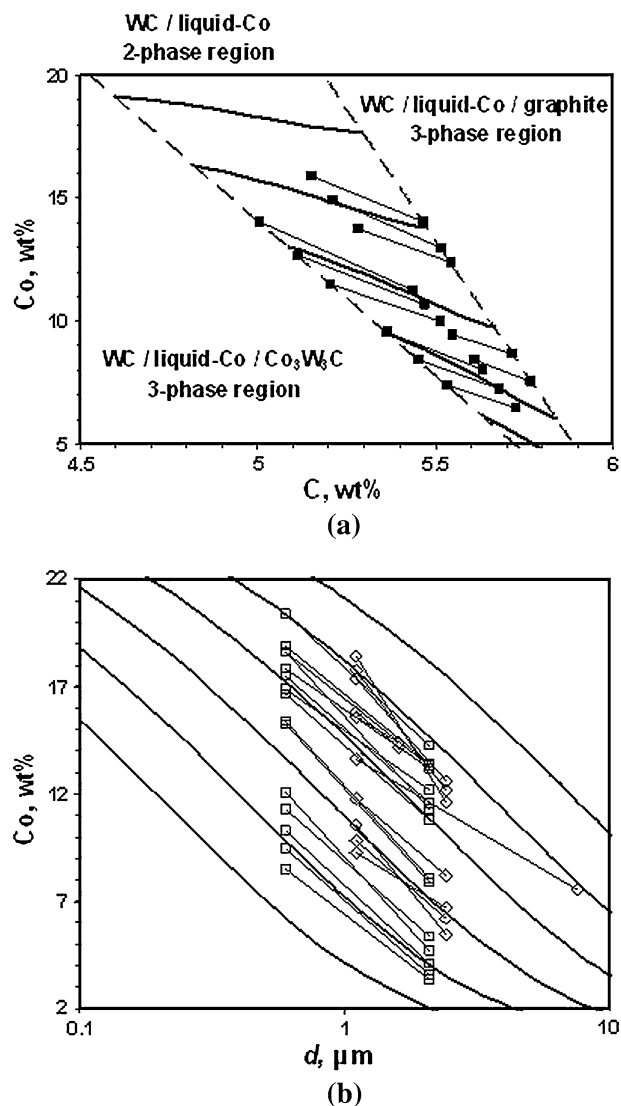 WC / liquid-Co
2-phase region
20
WC / liquid-Co / graphite
3-phase region
15
Co, wt%
10
WC / liquid-Co / Co₃W₃C
3-phase region
5
4.5 5 5.5 6
C, wt%
(a)
22
17
Co, wt%
12
7
2
0.1 1 10
d, µm
(b)